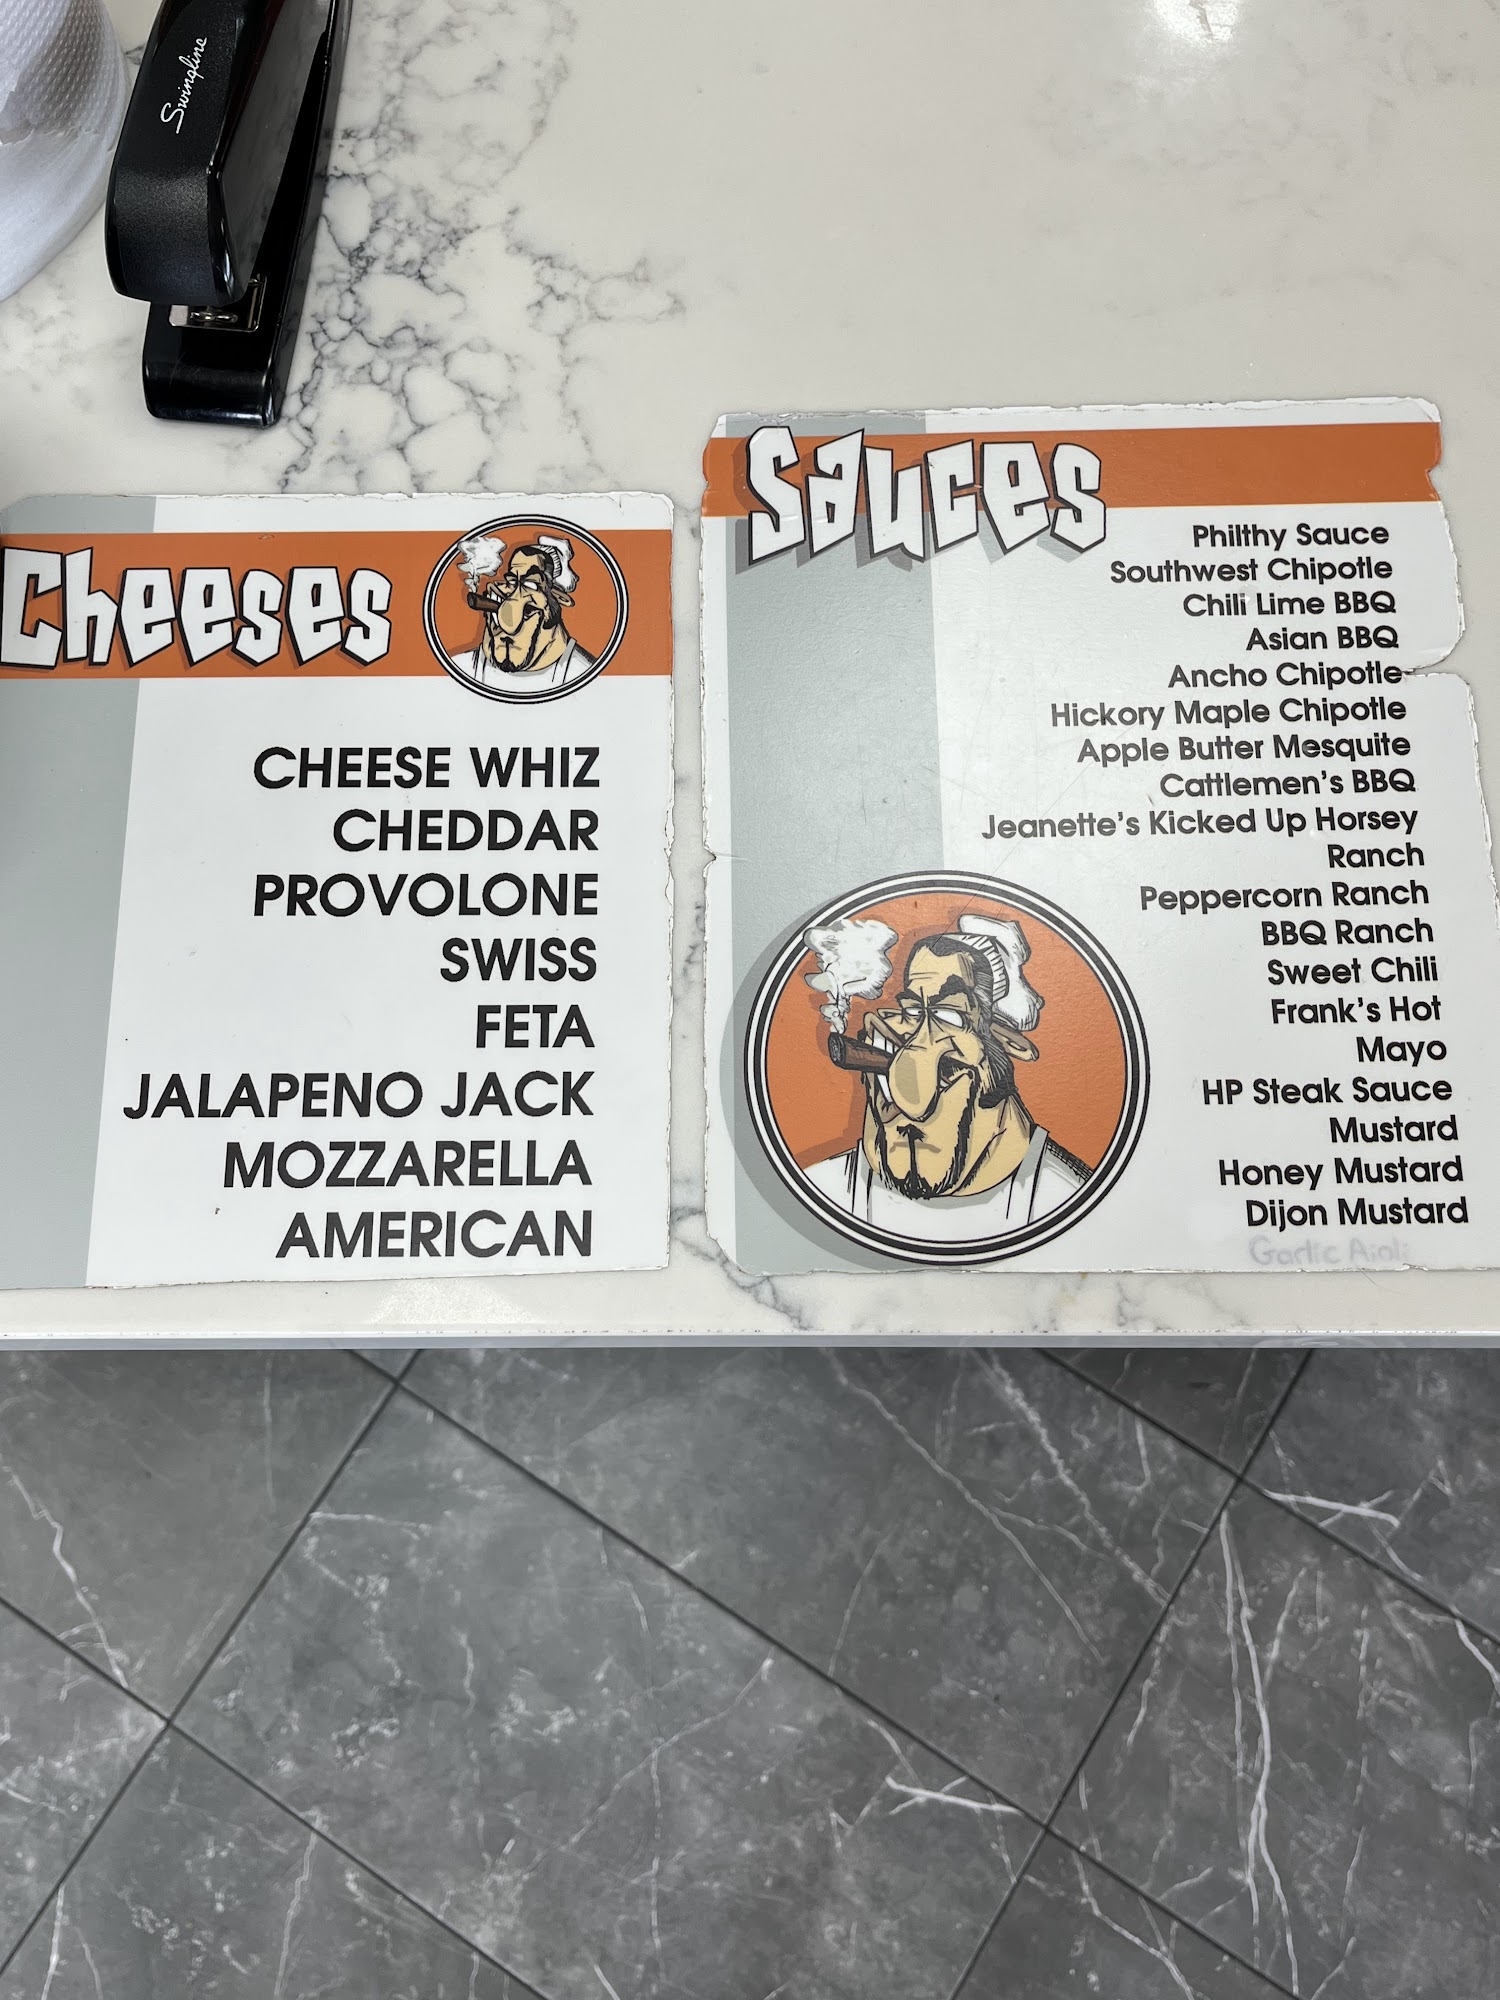 Swingline
Cheeses
CHEESE WHIZ
CHEDDAR
PROVOLONE
SWISS
FETA
JALAPENO JACK
MOZZARELLA
AMERICAN
Sauces
Philthy Sauce
Southwest Chipotle
Chili Lime BBQ
Asian BBQ
Ancho Chipotle
Hickory Maple Chipotle
Apple Butter Mesquite
Cattlemen's BBQ
Jeanette's Kicked Up Horsey
Ranch
Peppercorn Ranch
BBQ Ranch
Sweet Chili
Frank's Hot
Mayo
HP Steak Sauce
Mustard
Honey Mustard
Dijon Mustard
Garlic Aioli